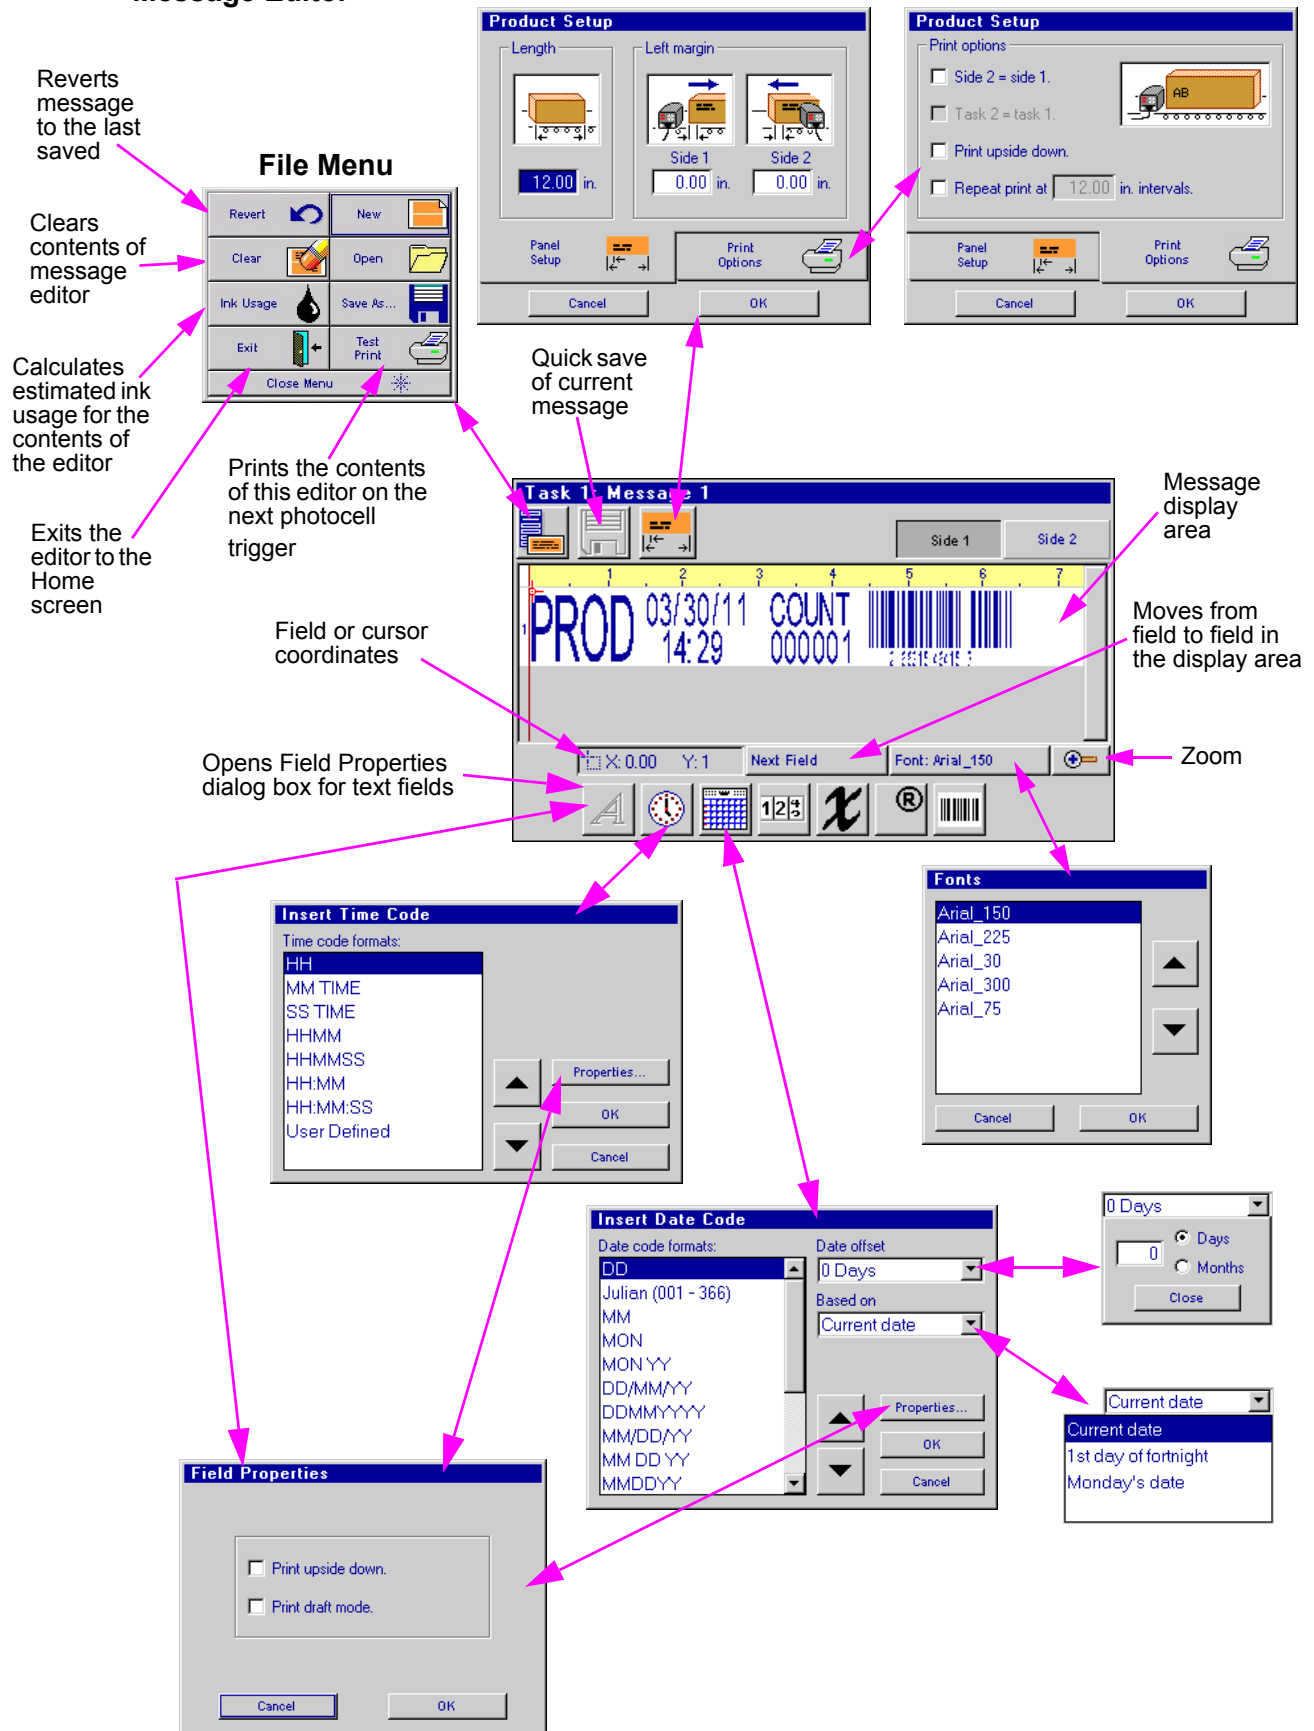 Message Editor
Product Setup
Length
Left margin
Side 1
Side 2
12.00 in.
0.00 in.
0.00 in.
Panel
Setup
Print
Options
Cancel
OK
Product Setup
Print options
Side 2 = side 1.
AB
Task 2 = task 1.
Print upside down.
Repeat print at 12.00 in. intervals.
Panel
Setup
Print
Options
Cancel
OK
Reverts
message
to the last
saved
File Menu
Revert
New
Clear
Open
Ink Usage
Save As...
Exit
Test
Print
Close Menu
Clears
contents of
message
editor
Calculates
estimated ink
usage for the
contents of
the editor
Exits the
editor to the
Home
screen
Prints the contents
of this editor on the
next photocell
trigger
Quick save
of current
message
Task 1: Message 1
Side 1
Side 2
1 2 3 4 5 6 7
1
PROD
03/30/11
14:29
COUNT
000001
X: 0.00 Y: 1
Next Field
Font: Arial_150
123
x
®
Message
display
area
Moves from
field to field in
the display area
Field or cursor
coordinates
Zoom
Opens Field Properties
dialog box for text fields
A
Fonts
Arial_150
Arial_225
Arial_30
Arial_300
Arial_75
Cancel
OK
Insert Time Code
Time code formats:
HH
MM TIME
SS TIME
HHMM
HHMMSS
HH:MM
HH:MM:SS
User Defined
Properties...
OK
Cancel
Insert Date Code
Date code formats:
DD
Julian (001 - 366)
MM
MON
MON YY
DD/MM/YY
DDMMYYYY
MM/DD/YY
MM DD YY
MMDDYY
Date offset
0 Days
Based on
Current date
Properties...
OK
Cancel
0 Days
0
Days
Months
Close
Current date
Current date
1st day of fortnight
Monday's date
Field Properties
Print upside down.
Print draft mode.
Cancel
OK